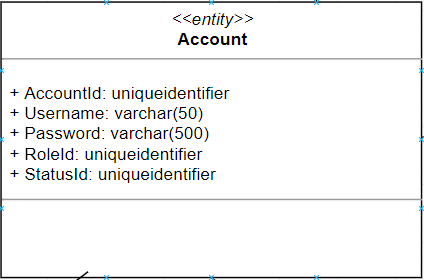 <<entity>>
Account
+ AccountId: uniqueidentifier
+ Username: varchar(50)
+ Password: varchar(500)
+ RoleId: uniqueidentifier
+ StatusId: uniqueidentifier